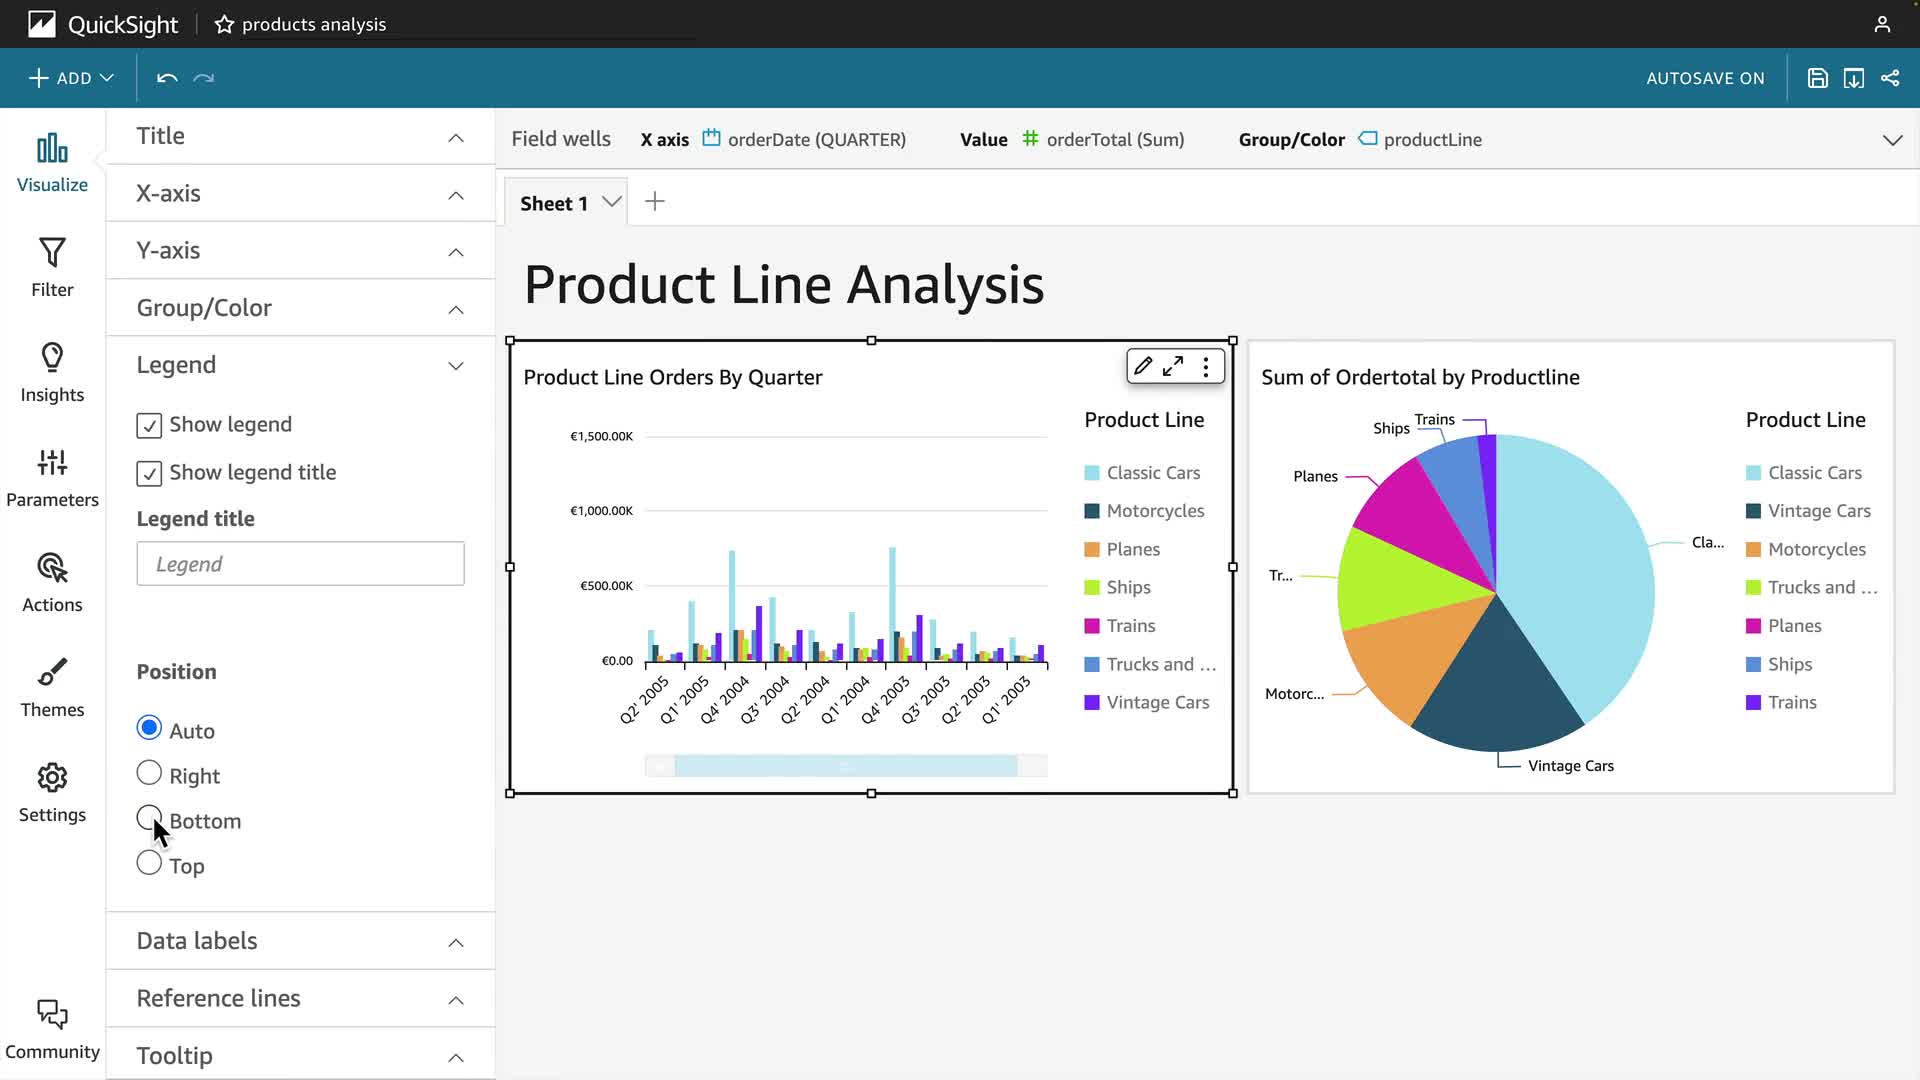 QuickSight
products analysis
ADD
AUTOSAVE ON
Visualize
Filter
Insights
Parameters
Actions
Themes
Settings
Community
Title
X-axis
Y-axis
Group/Color
Legend
Show legend
Show legend title
Legend title
Legend
Position
Auto
Right
Bottom
Top
Data labels
Reference lines
Tooltip
Field wells X axis orderDate (QUARTER) Value orderTotal (Sum) Group/Color productLine
Sheet 1
Product Line Analysis
Product Line Orders By Quarter
€1,500.00K
€1,000.00K
€500.00K
€0.00
Q2' 2005
Q1' 2005
Q4' 2004
Q3' 2004
Q2' 2004
Q1' 2004
Q4' 2003
Q3' 2003
Q2' 2003
Q1' 2003
Product Line
Classic Cars
Motorcycles
Planes
Ships
Trains
Trucks and ...
Vintage Cars
Sum of Ordertotal by Productline
Trains
Ships
Planes
Cla...
Tr...
Motorc...
Vintage Cars
Product Line
Classic Cars
Vintage Cars
Motorcycles
Trucks and ...
Planes
Ships
Trains